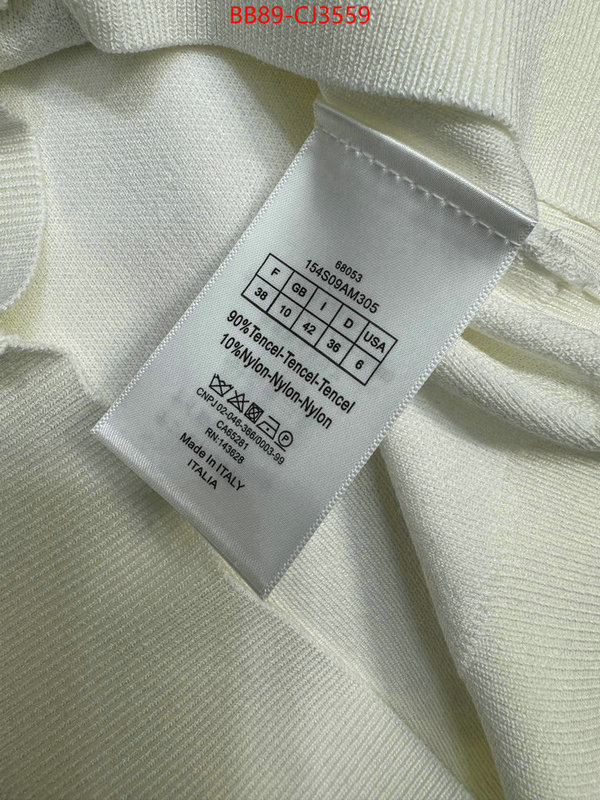 BB89-CJ3559
68053
154S09AM305
F GB I D USA
38 10 42 36 6
90%Tencel-Tencel-Tencel
10%Nylon-Nylon-Nylon
CNPJ 02-046-366/0003-99
CA65281
RN:143628
Made In ITALY
ITALIA